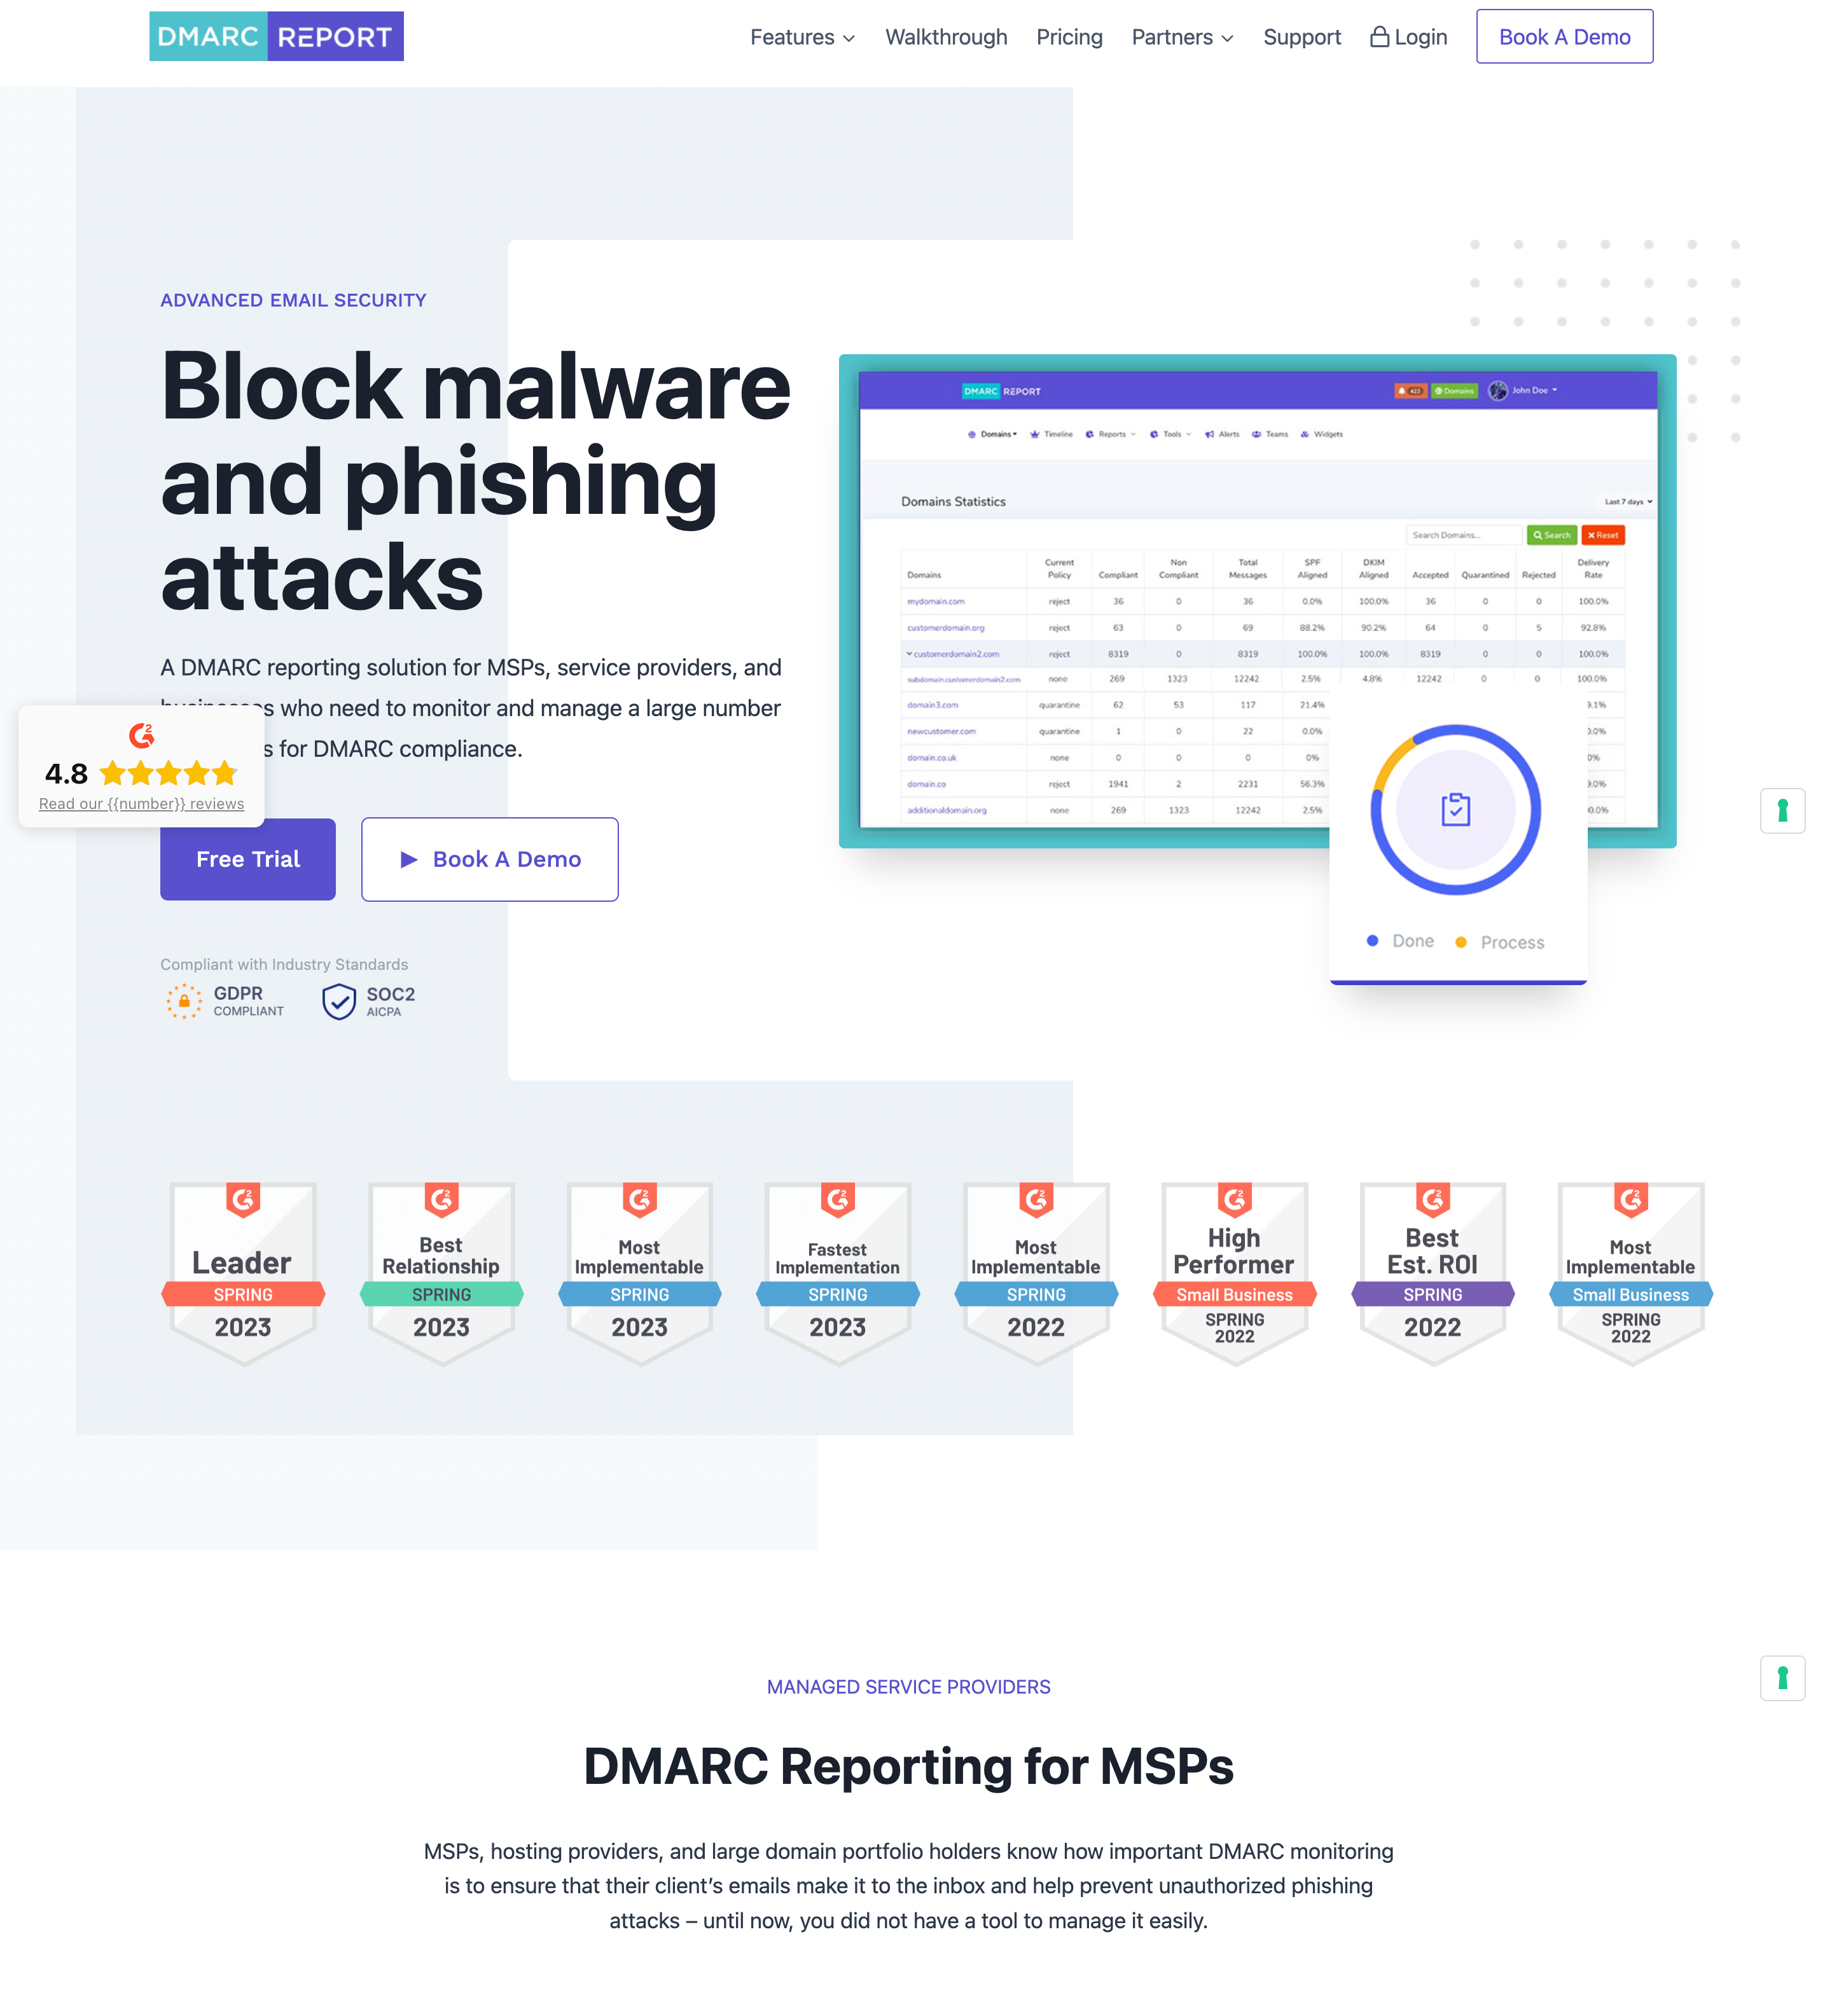 DMARC REPORT
Features Walkthrough Pricing Partners Support Login Book A Demo
ADVANCED EMAIL SECURITY
Block malware
and phishing
attacks
A DMARC reporting solution for MSPs, service providers, and
who need to monitor and manage a large number
for DMARC compliance.
4.8
Read our {{number}} reviews
Free Trial
Book A Demo
Compliant with Industry Standards
GDPR
COMPLIANT
SOC2
AICPA
DMARC REPORT
423 Domains John Doe
Domains Timeline Reports Tools Alerts Teams Widgets
Domains Statistics
Last 7 days
Search Domains... Search Reset
Domains Current Policy Compliant Non Compliant Total Messages SPF Aligned DKIM Aligned Accepted Quarantined Rejected Delivery Rate
mydomain.com reject 36 0 36 0.0% 100.0% 36 0 0 100.0%
customerdomain.org reject 63 0 69 88.2% 90.2% 64 0 5 92.8%
customerdomain2.com reject 8319 0 8319 100.0% 100.0% 8319 0 0 100.0%
subdomain.customerdomain2.com none 269 1323 12242 2.5% 4.8% 12242 0 0 100.0%
domain3.com quarantine 62 53 117 21.4%
newcustomer.com quarantine 1 0 22 0.0%
domain.co.uk none 0 0 0 0%
domain.co reject 1941 2 2231 56.3%
additionaldomain.org none 269 1323 12242 2.5%
Done Process
G2
Leader
SPRING
2023
G2
Best
Relationship
SPRING
2023
G2
Most
Implementable
SPRING
2023
G2
Fastest
Implementation
SPRING
2023
G2
Most
Implementable
SPRING
2022
G2
High
Performer
Small Business
SPRING
2022
G2
Best
Est. ROI
SPRING
2022
G2
Most
Implementable
Small Business
SPRING
2022
MANAGED SERVICE PROVIDERS
DMARC Reporting for MSPs
MSPs, hosting providers, and large domain portfolio holders know how important DMARC monitoring
is to ensure that their client’s emails make it to the inbox and help prevent unauthorized phishing
attacks – until now, you did not have a tool to manage it easily.